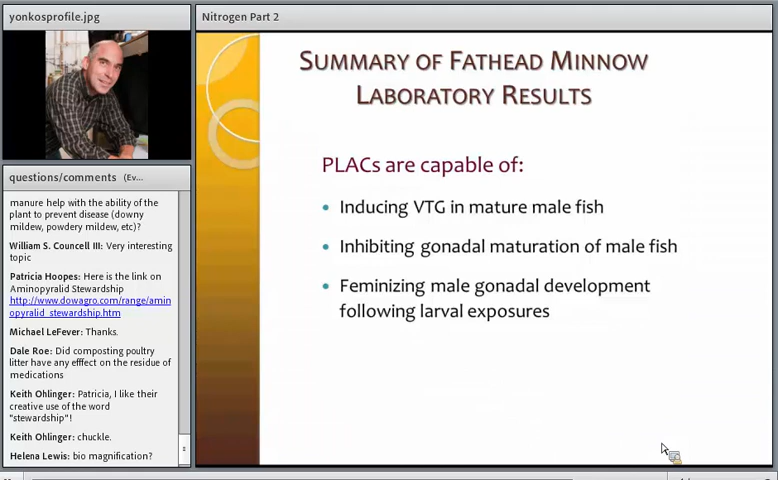 yonkosprofile.jpg
questions/comments (Ev...
manure help with the ability of the
plant to prevent disease (downy
mildew, powdery mildew, etc)?
William S. Councell III: Very interesting
topic
Patricia Hoopes: Here is the link on
Aminopyralid Stewardship
http://www.dowagro.com/range/amin
opyralid_stewardship.htm
Michael LeFever: Thanks.
Dale Roe: Did composting poultry
litter have any efffect on the residue of
medications
Keith Ohlinger: Patricia, I like their
creative use of the word
"stewardship"!
Keith Ohlinger: chuckle.
Helena Lewis: bio magnification?
Nitrogen Part 2
SUMMARY OF FATHEAD MINNOW
LABORATORY RESULTS
PLACs are capable of:
• Inducing VTG in mature male fish
• Inhibiting gonadal maturation of male fish
• Feminizing male gonadal development
following larval exposures